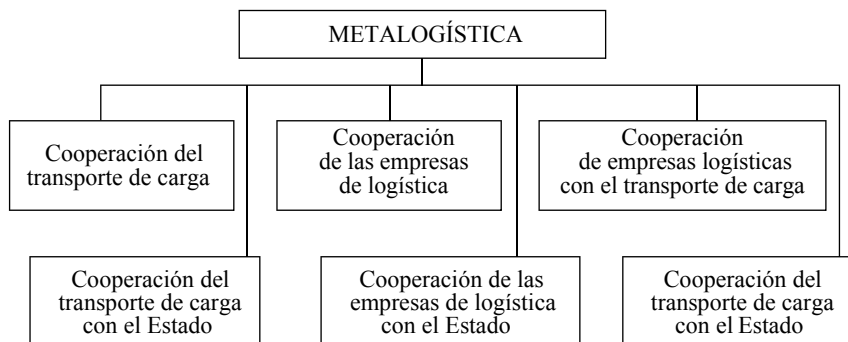 METALOGÍSTICA
Cooperación del
transporte de carga
Cooperación
de las empresas
de logística
Cooperación
de empresas logísticas
con el transporte de carga
Cooperación del
transporte de carga
con el Estado
Cooperación de las
empresas de logística
con el Estado
Cooperación del
transporte de carga
con el Estado